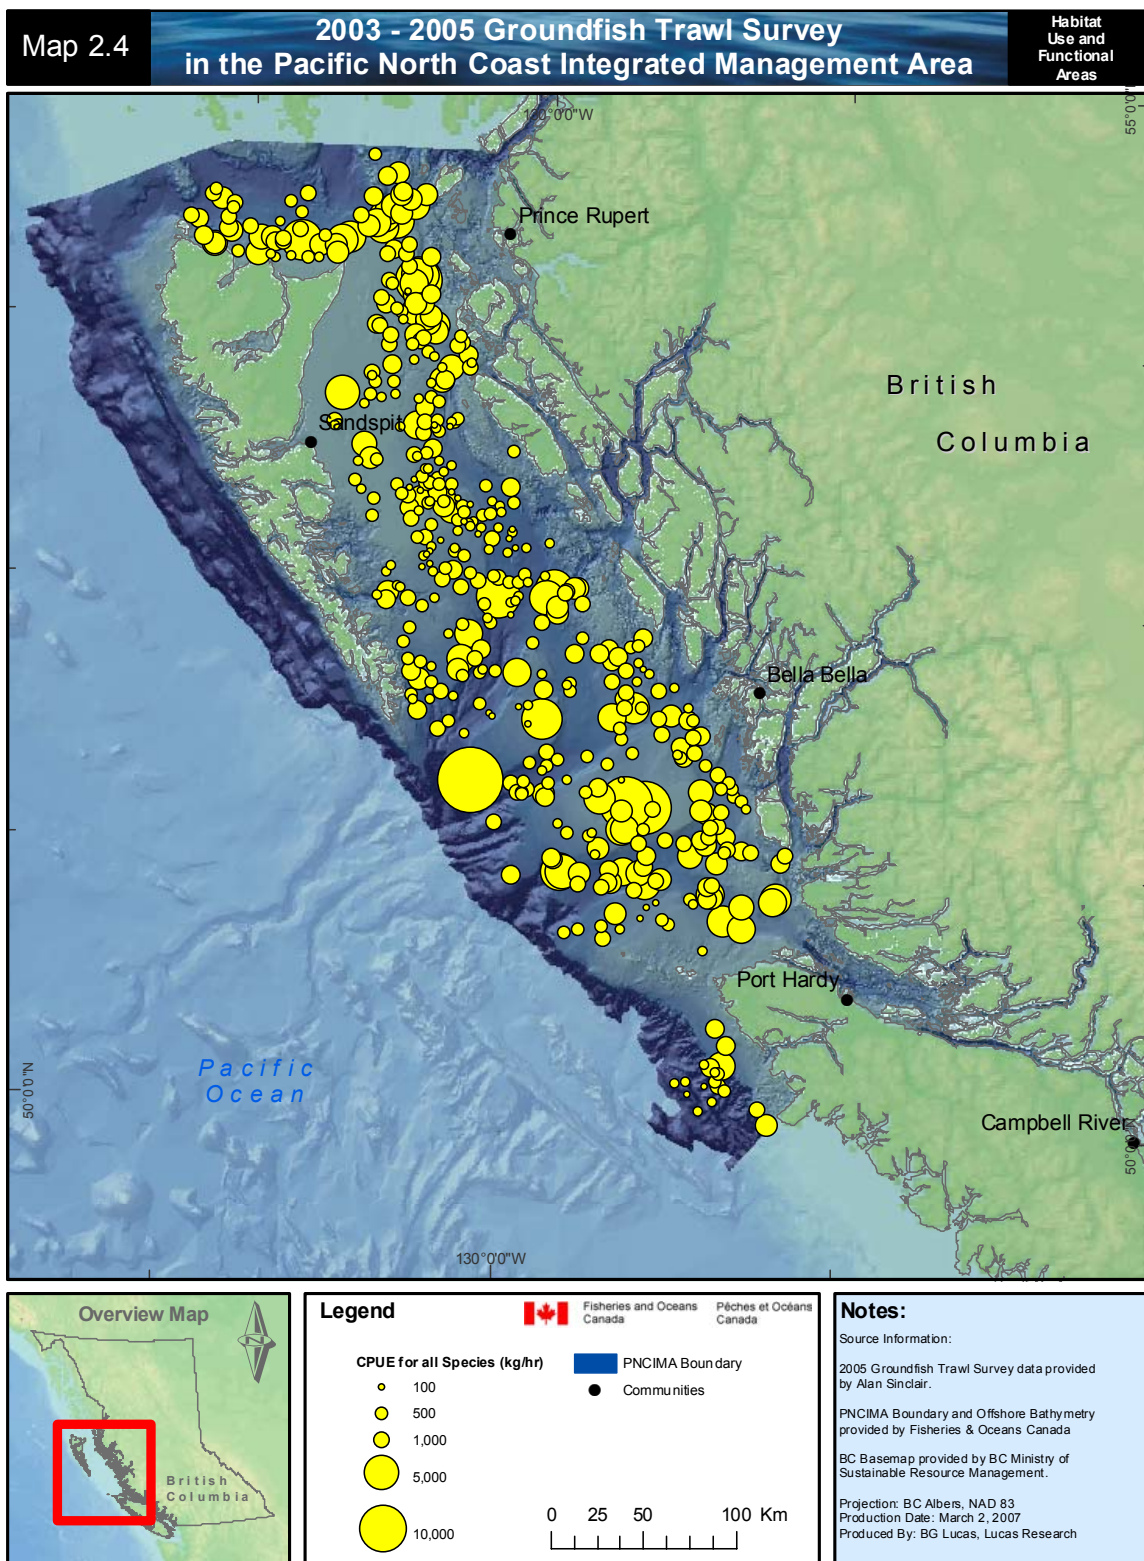 Map 2.4
2003 - 2005 Groundfish Trawl Survey
in the Pacific North Coast Integrated Management Area
Habitat
Use and
Functional
Areas
130°0'0"W
55°0'0"N
Prince Rupert
British
Columbia
Sandspit
Bella Bella
Port Hardy
Pacific
Ocean
50°0'0"N
Campbell River
50°0'0"N
130°0'0"W
Overview Map
N
British
Columbia
Legend
Fisheries and Oceans
Canada
Pêches et Océans
Canada
CPUE for all Species (kg/hr)
100
500
1,000
5,000
10,000
PNCIMA Boundary
Communities
0 25 50 100 Km
Notes:
Source Information:
2005 Groundfish Trawl Survey data provided
by Alan Sinclair.
PNCIMA Boundary and Offshore Bathymetry
provided by Fisheries & Oceans Canada
BC Basemap provided by BC Ministry of
Sustainable Resource Management.
Projection: BC Albers, NAD 83
Production Date: March 2, 2007
Produced By: BG Lucas, Lucas Research